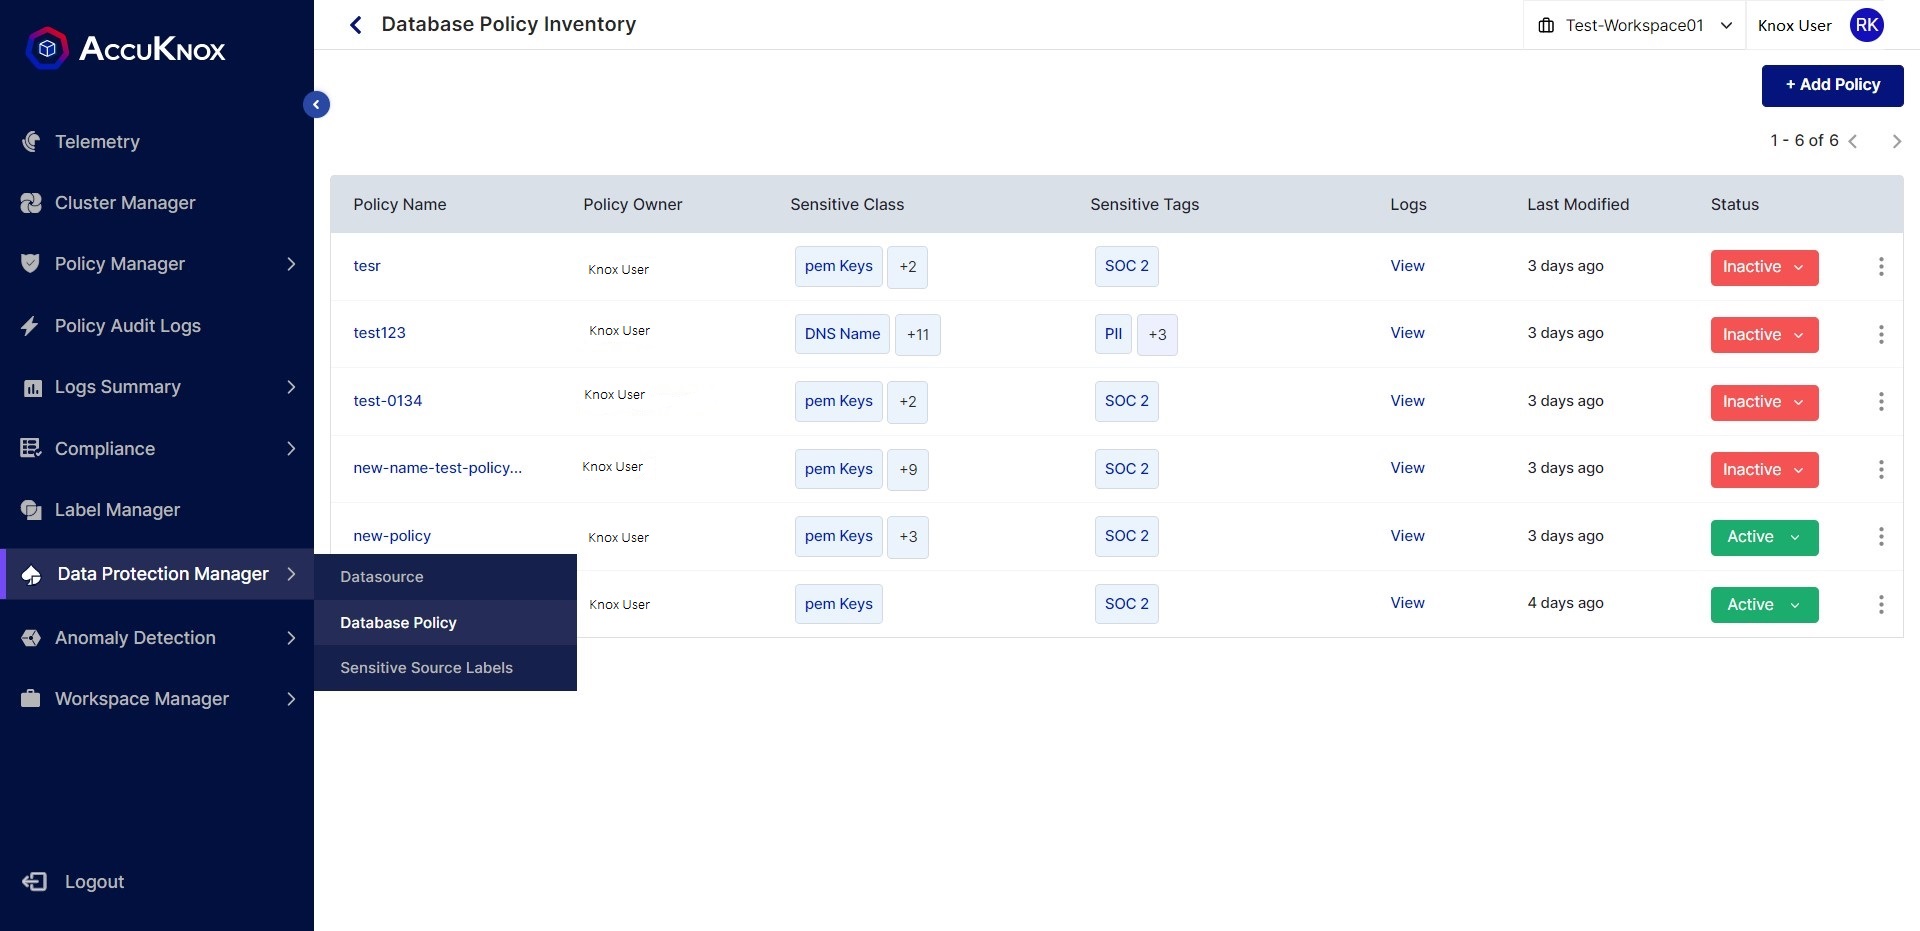 ACCUKNOX
Telemetry
Cluster Manager
Policy Manager
Policy Audit Logs
Logs Summary
Compliance
Label Manager
Data Protection Manager
Anomaly Detection
Workspace Manager
Logout
Datasource
Database Policy
Sensitive Source Labels
Database Policy Inventory
Test-Workspace01
Knox User RK
+ Add Policy
1 - 6 of 6
Policy Name Policy Owner Sensitive Class Sensitive Tags Logs Last Modified Status
tesr Knox User pem Keys +2 SOC 2 View 3 days ago Inactive
test123 Knox User DNS Name +11 PII +3 View 3 days ago Inactive
test-0134 Knox User pem Keys +2 SOC 2 View 3 days ago Inactive
new-name-test-policy... Knox User pem Keys +9 SOC 2 View 3 days ago Inactive
new-policy Knox User pem Keys +3 SOC 2 View 3 days ago Active
Knox User pem Keys SOC 2 View 4 days ago Active